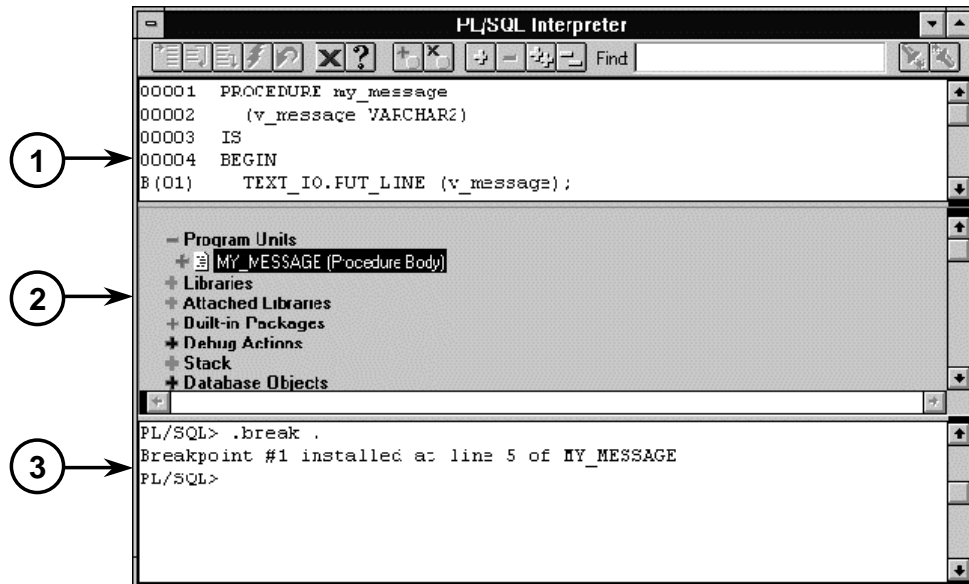 PL/SQL Interpreter
Find
00001 PROCEDURE my_message
00002 (v_message VARCHAR2)
00003 IS
00004 BEGIN
B(01) TEXT_IO.PUT_LINE (v_message);
1
Program Units
MY_MESSAGE (Procedure Body)
Libraries
Attached Libraries
Built-in Packages
Debug Actions
Stack
Database Objects
2
PL/SQL> .break .
Breakpoint #1 installed at line 5 of MY_MESSAGE
PL/SQL>
3